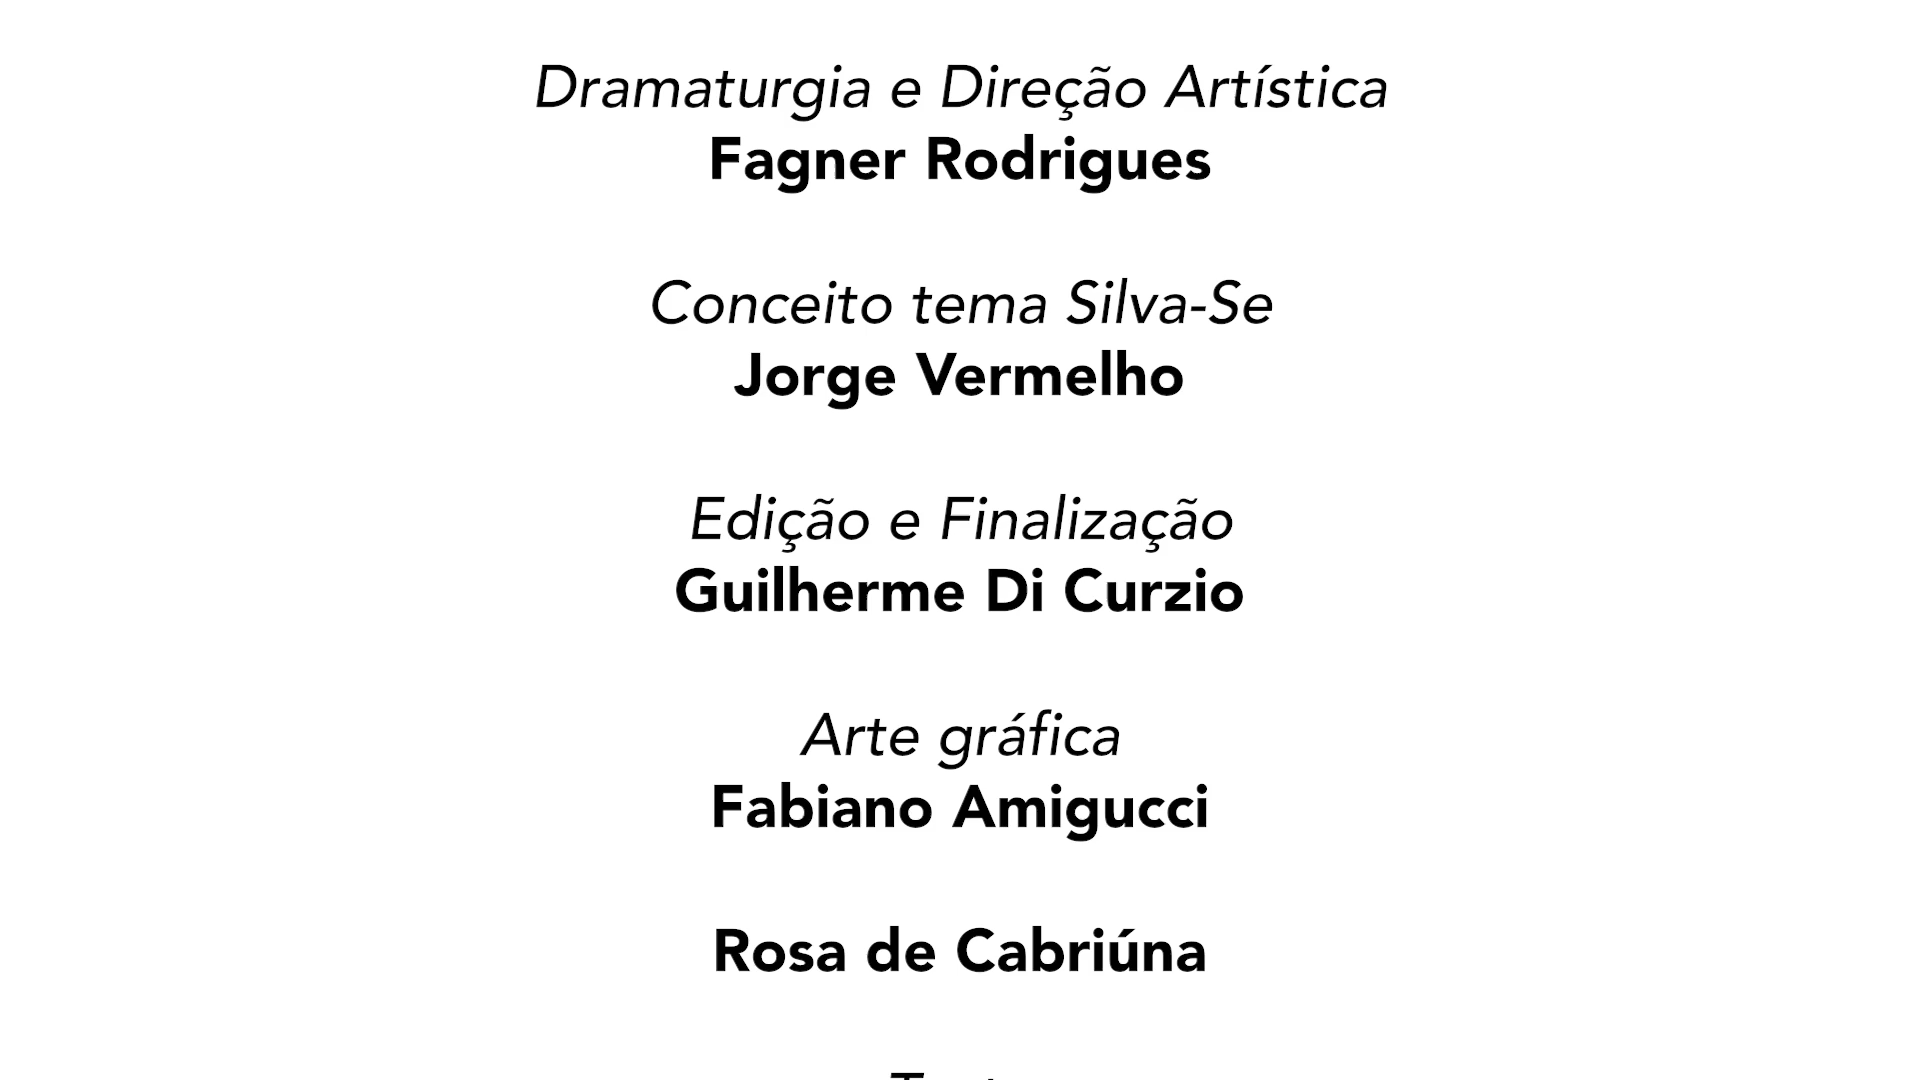 Dramaturgia e Direção Artística
Fagner Rodrigues
Conceito tema Silva-Se
Jorge Vermelho
Edição e Finalização
Guilherme Di Curzio
Arte gráfica
Fabiano Amigucci
Rosa de Cabriúna